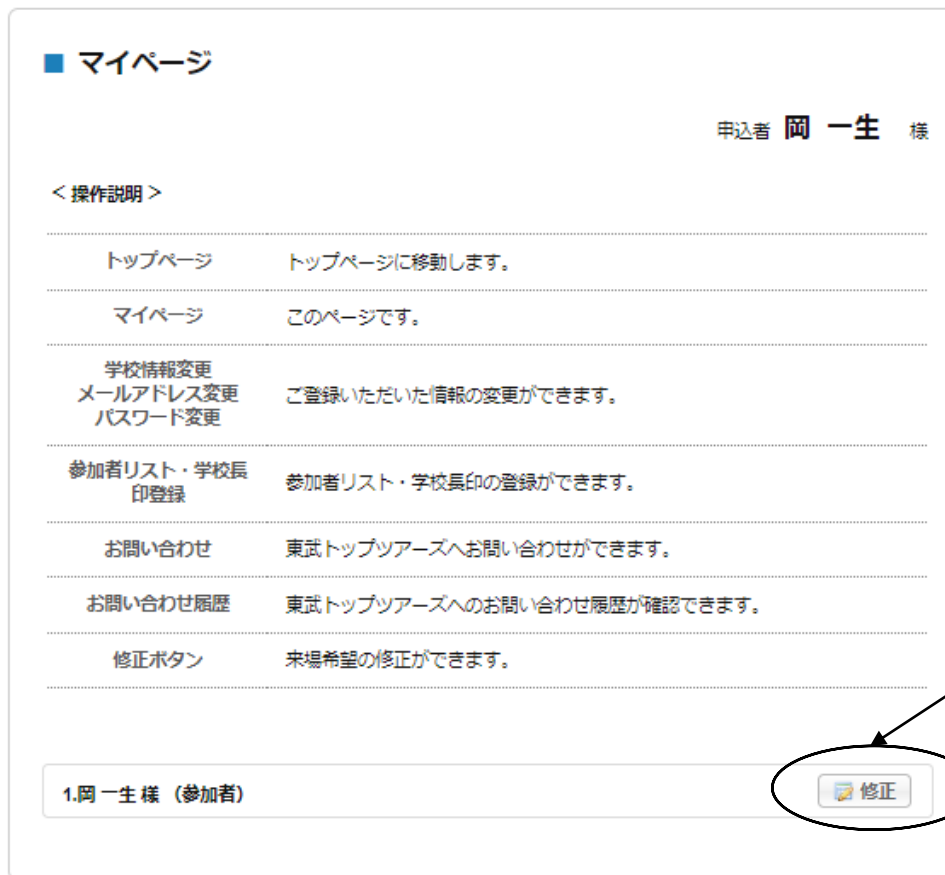 ■ マイページ
申込者 岡 一生 様
＜操作説明＞
トップページ トップページに移動します。
マイページ このページです。
学校情報変更
メールアドレス変更 ご登録いただいた情報の変更ができます。
パスワード変更
参加者リスト・学校長
印登録 参加者リスト・学校長印の登録ができます。
お問い合わせ 東武トップツアーズへお問い合わせができます。
お問い合わせ履歴 東武トップツアーズへのお問い合わせ履歴が確認できます。
修正ボタン 来場希望の修正ができます。
1.岡 一生 様 （参加者） 修正